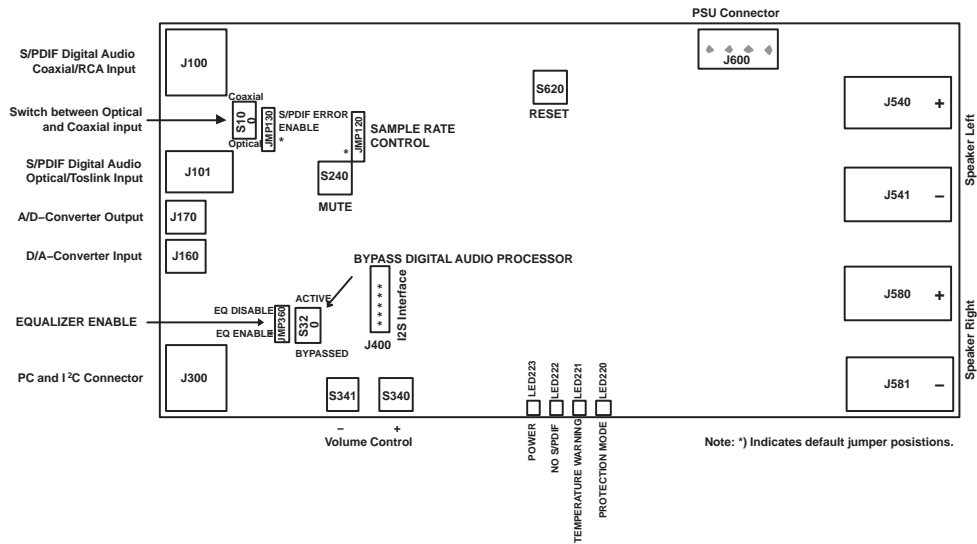 PSU Connector
S/PDIF Digital Audio
Coaxial/RCA Input
J100
J600
S620
RESET
J540 +
Speaker Left
Switch between Optical
and Coaxial input
Coaxial
S10
0
Optical
JMP130
S/PDIF ERROR
ENABLE
*
JMP120
*
SAMPLE RATE
CONTROL
S/PDIF Digital Audio
Optical/Toslink Input
J101
S240
MUTE
J541 −
A/D−Converter Output
J170
D/A−Converter Input
J160
BYPASS DIGITAL AUDIO PROCESSOR
J580 +
Speaker Right
EQUALIZER ENABLE
EQ DISABLE
EQ ENABLE
*
JMP360
ACTIVE
S32
0
BYPASSED
* * * * *
I2S Interface
J400
PC and I²C Connector
J300
S341
S340
− +
Volume Control
J581 −
LED223
LED222
LED221
LED220
POWER
NO S/PDIF
TEMPERATURE WARNING
PROTECTION MODE
Note: *) Indicates default jumper posistions.